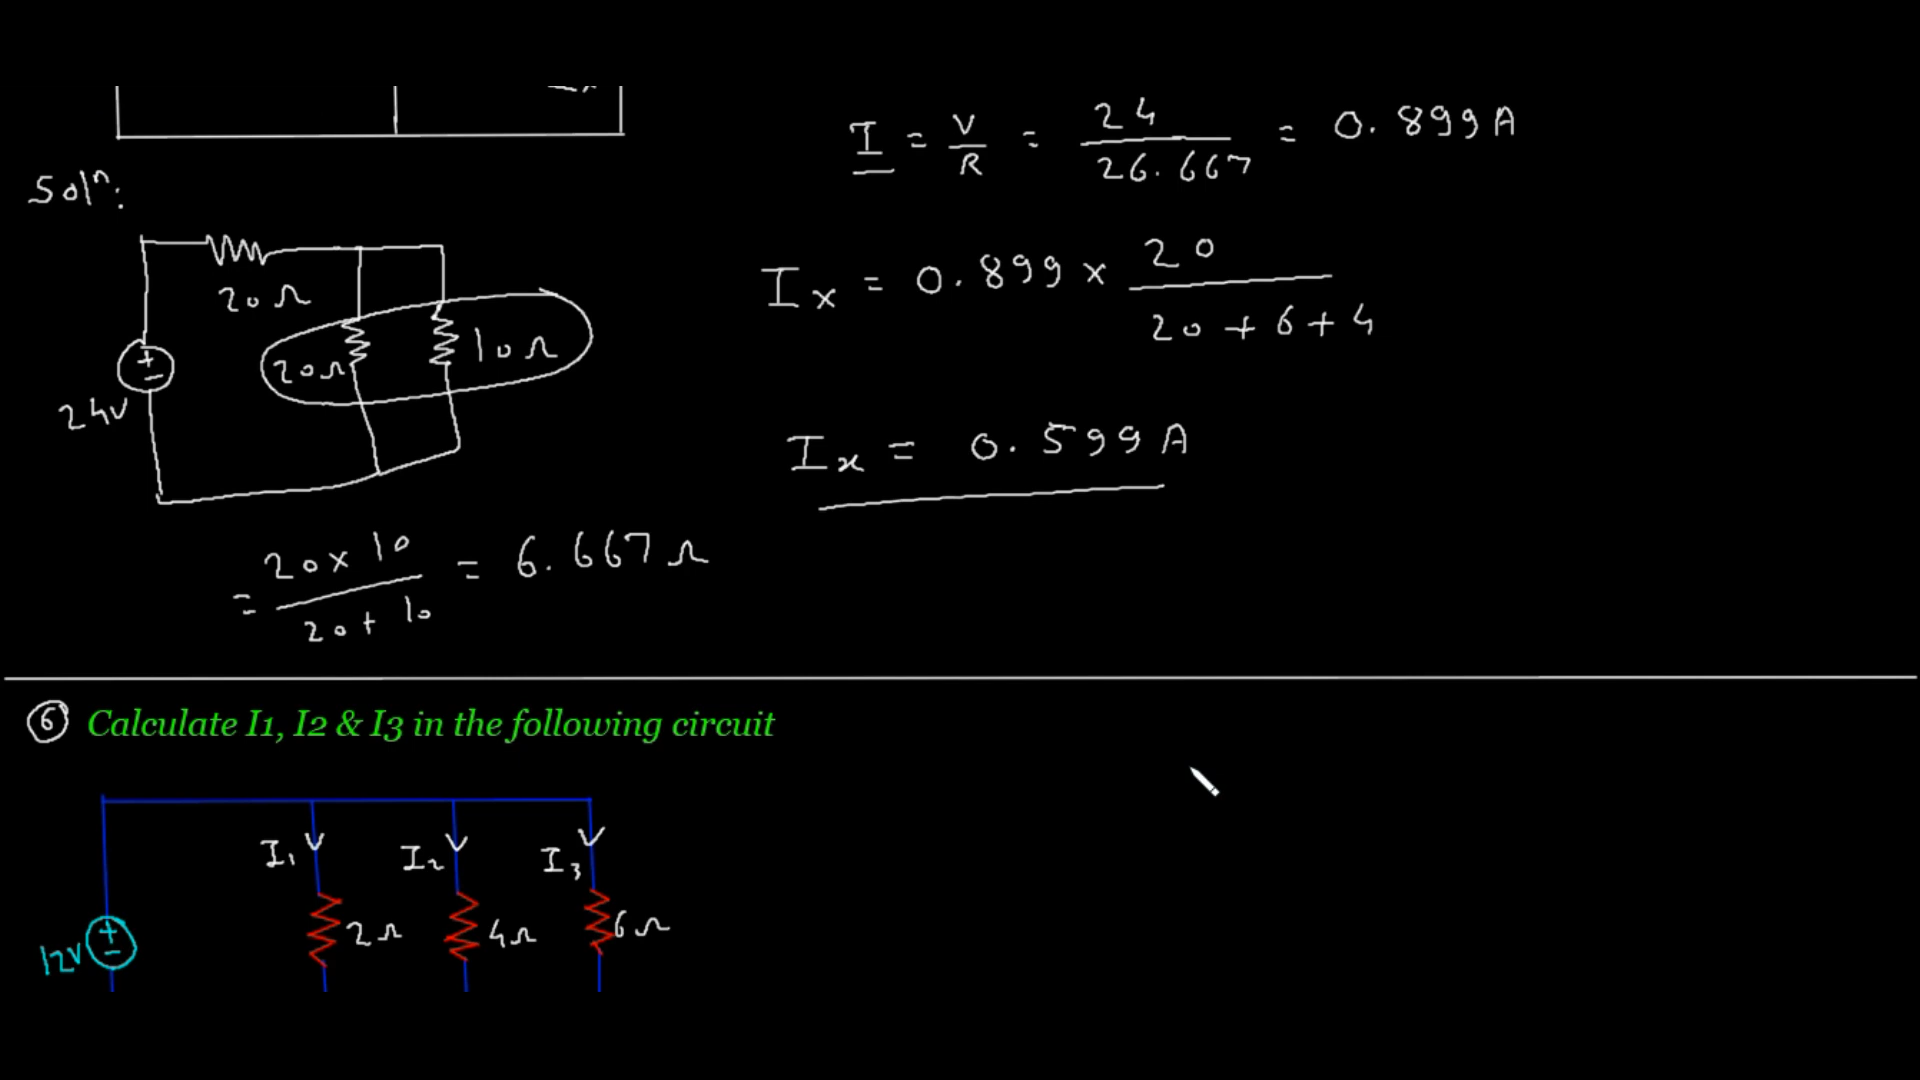 Solⁿ:
20Ω
20Ω
10Ω
+
-
24V
= 20 x 10 / 20 + 10 = 6.667Ω
I = V / R = 24 / 26.667 = 0.899A
Ix = 0.899 x 20 / 20 + 6 + 4
Ix = 0.599A
6 Calculate I1, I2 & I3 in the following circuit
I1 I2 I3
12V + - 2Ω 4Ω 6Ω